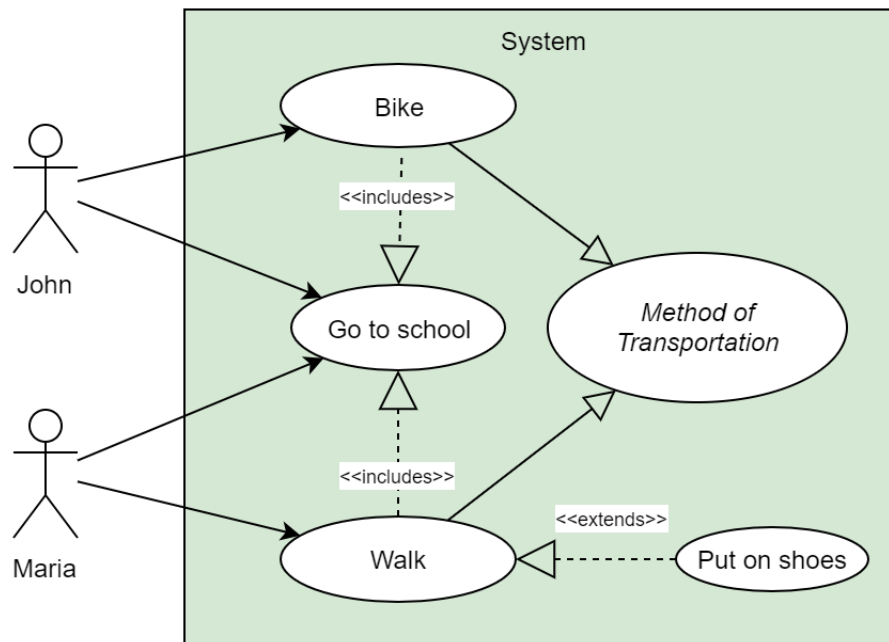 System
Bike
<<includes>>
John
Go to school
Method of
Transportation
<<includes>>
<<extends>>
Maria
Walk
Put on shoes